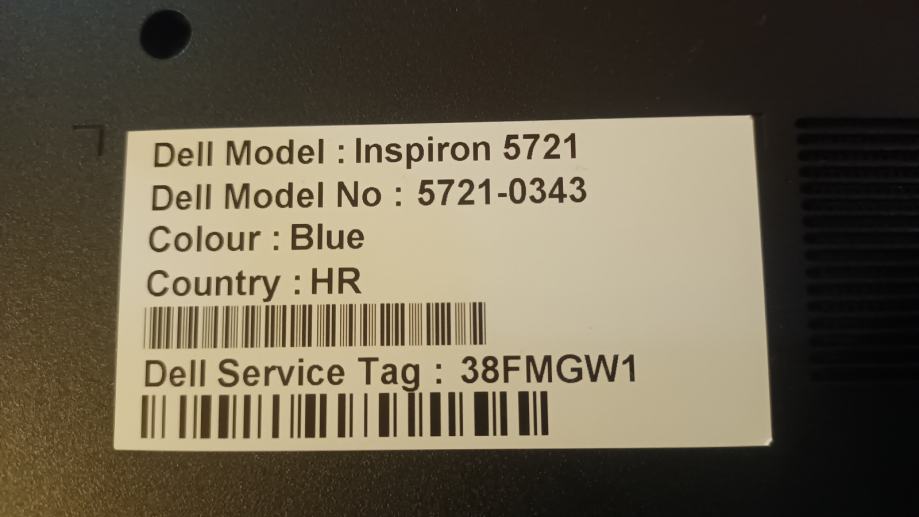 Dell Model : Inspiron 5721
Dell Model No : 5721-0343
Colour : Blue
Country : HR
Dell Service Tag : 38FMGW1